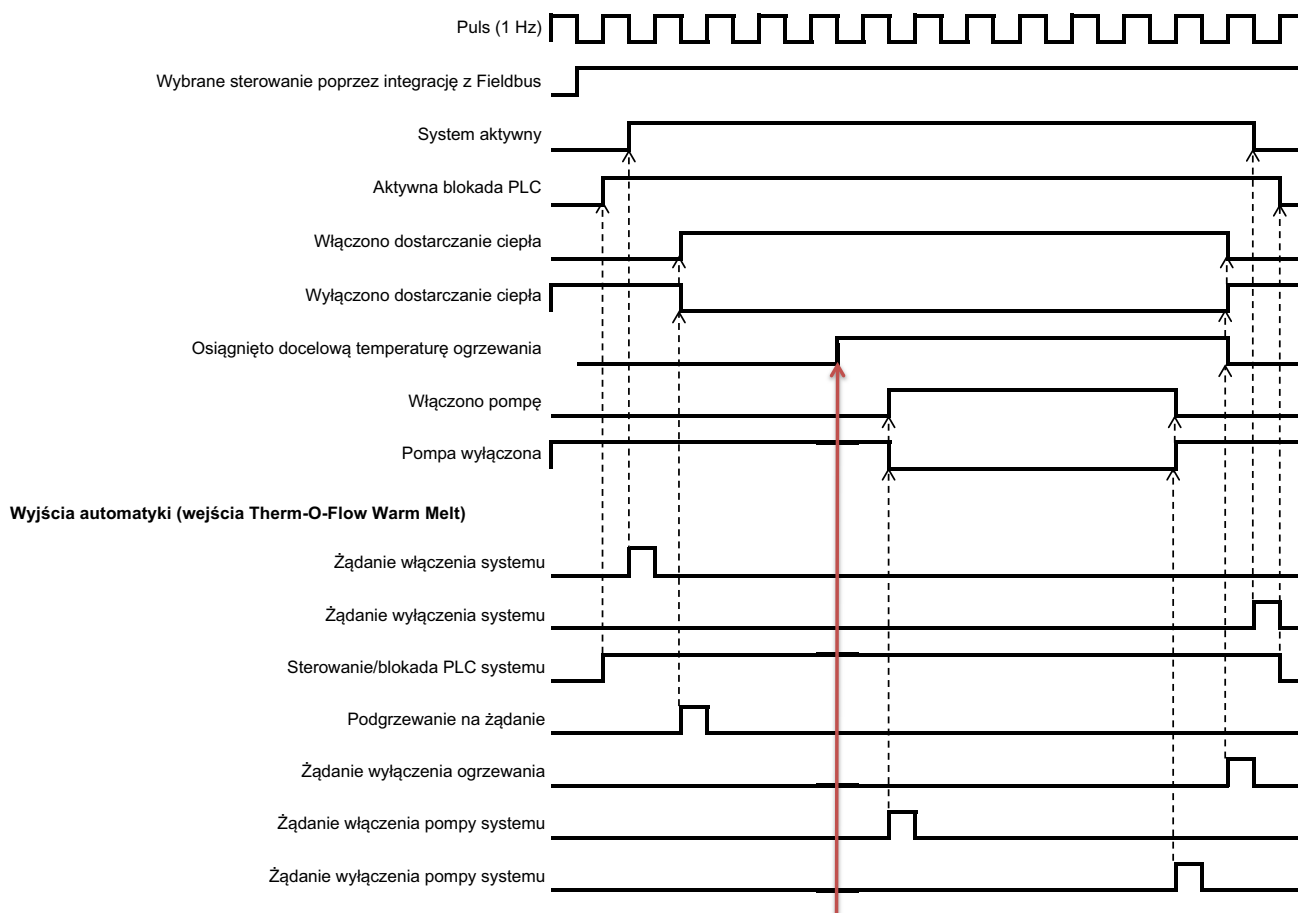 Puls (1 Hz)
Wybrane sterowanie poprzez integrację z Fieldbus
System aktywny
Aktywna blokada PLC
Włączono dostarczanie ciepła
Wyłączono dostarczanie ciepła
Osiągnięto docelową temperaturę ogrzewania
Włączono pompę
Pompa wyłączona
Wyjścia automatyki (wejścia Therm-O-Flow Warm Melt)
Żądanie włączenia systemu
Żądanie wyłączenia systemu
Sterowanie/blokada PLC systemu
Podgrzewanie na żądanie
Żądanie wyłączenia ogrzewania
Żądanie włączenia pompy systemu
Żądanie wyłączenia pompy systemu